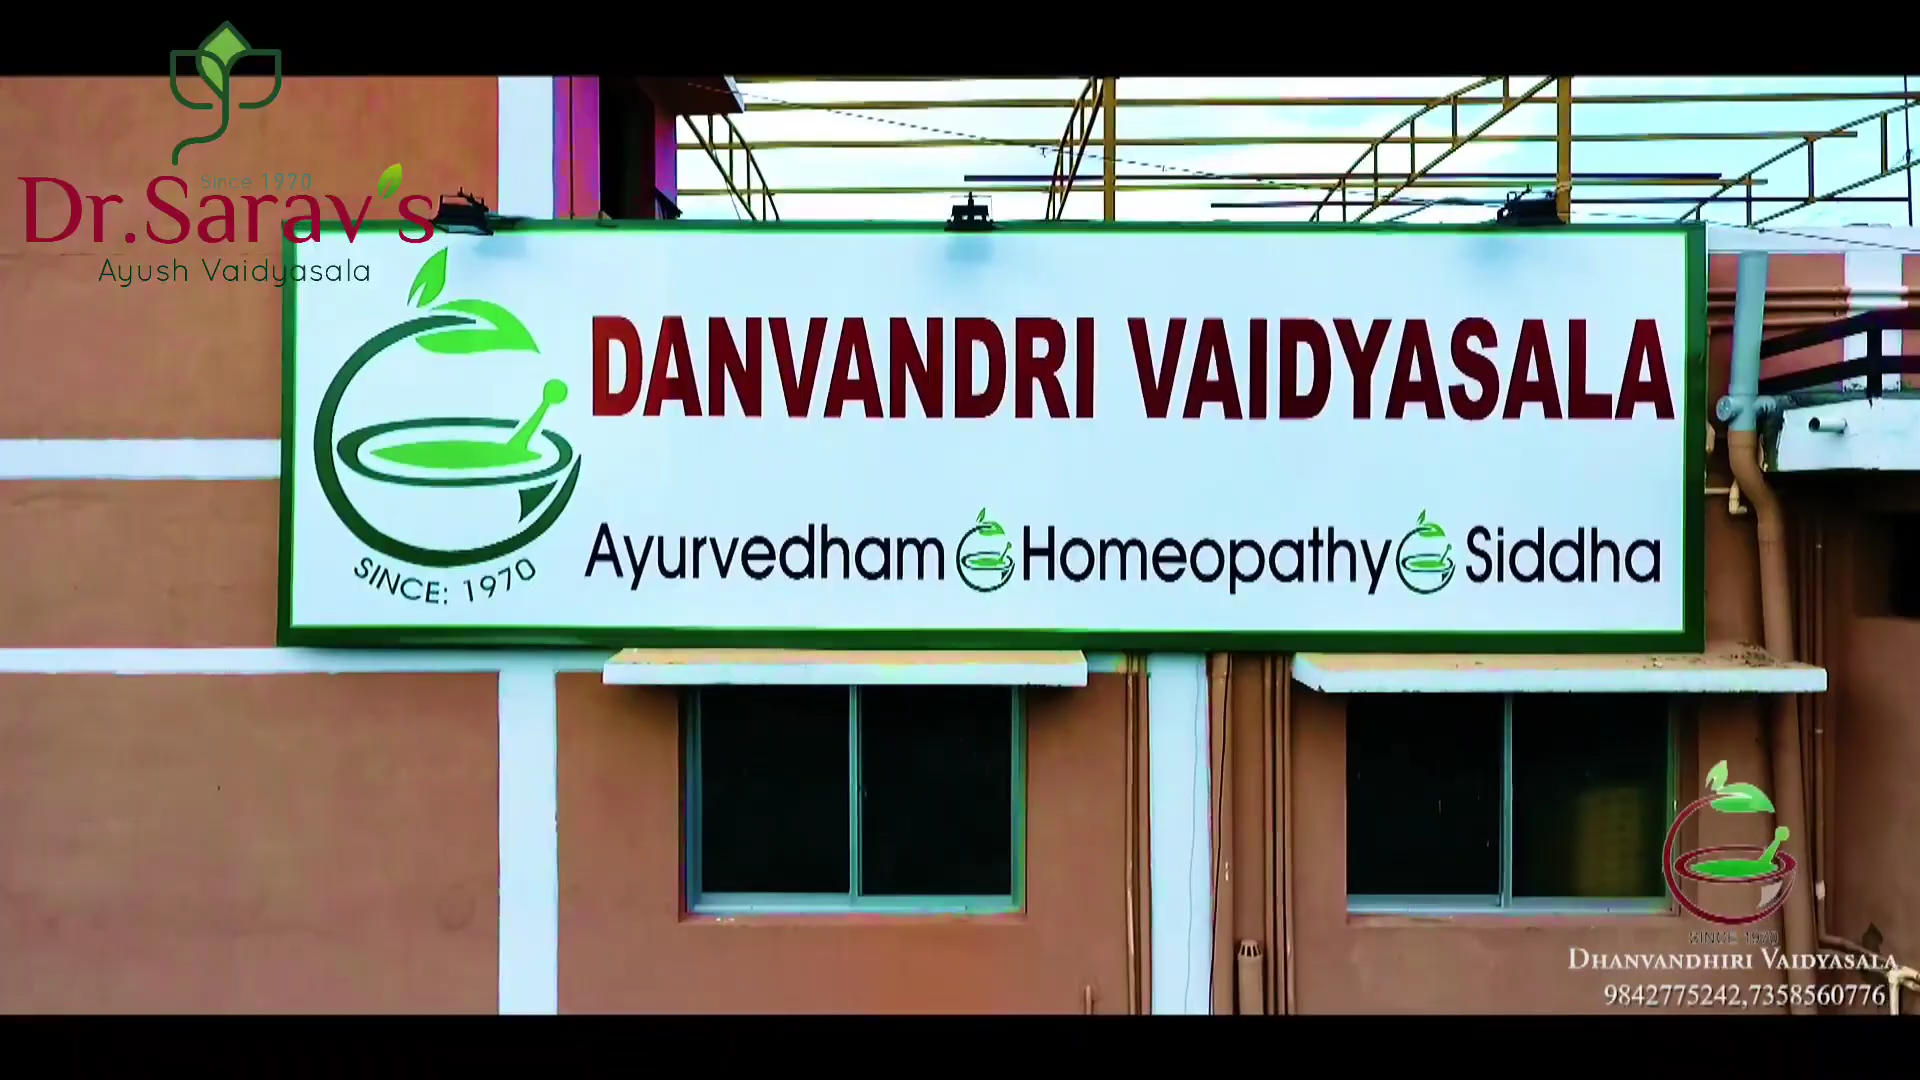 Since 1970
Dr.Sarav's
Ayush Vaidyasala
DANVANDRI VAIDYASALA
Ayurvedham Homeopathy Siddha
SINCE: 1970
SINCE 1970
DHANVANDHIRI VAIDYASALA
9842775242,7358560776